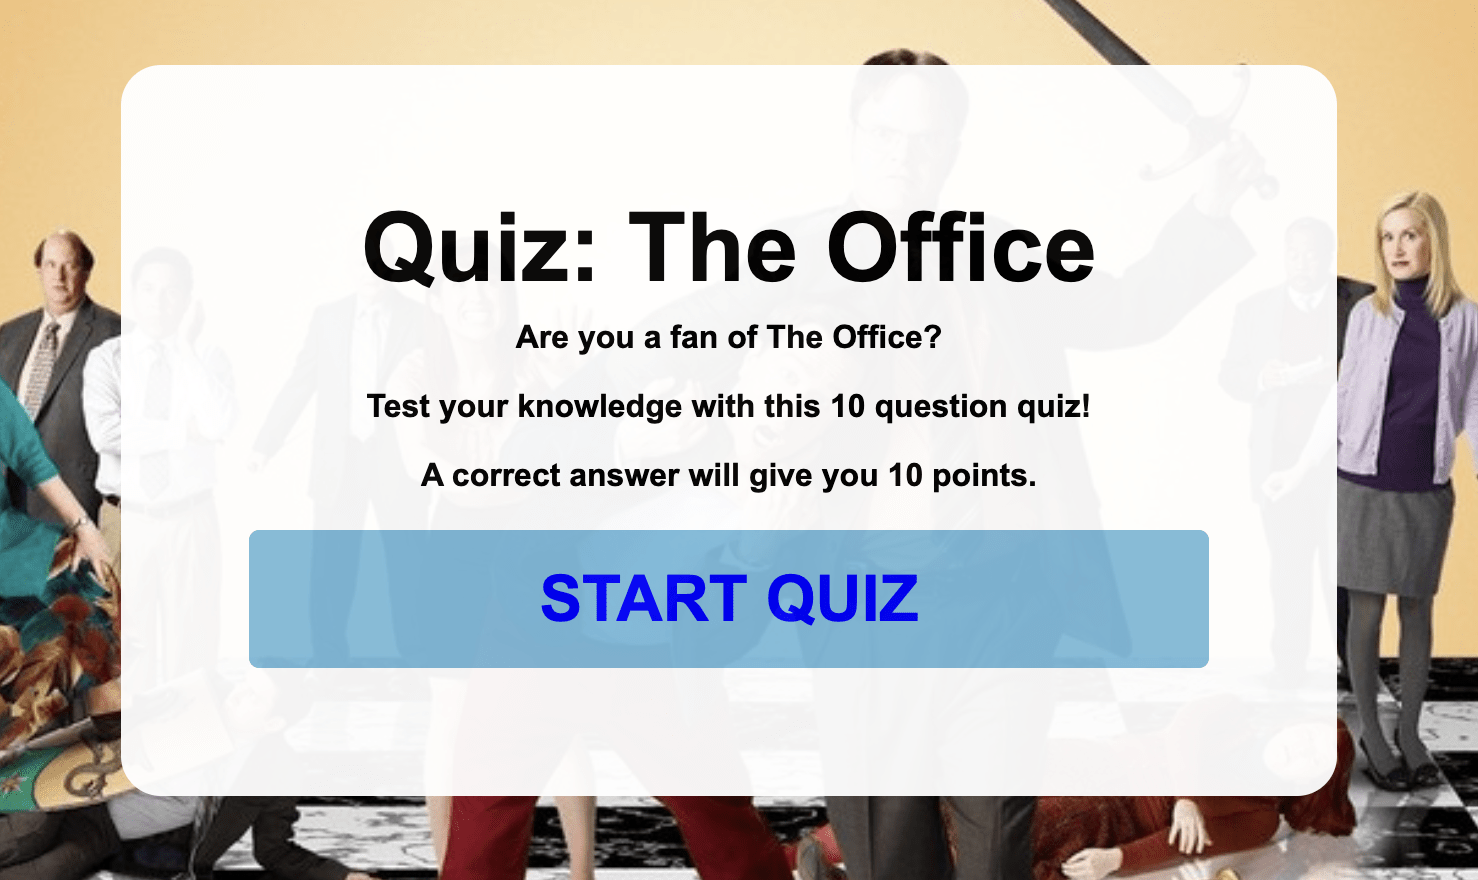 Quiz: The Office
Are you a fan of The Office?
Test your knowledge with this 10 question quiz!
A correct answer will give you 10 points.
START QUIZ